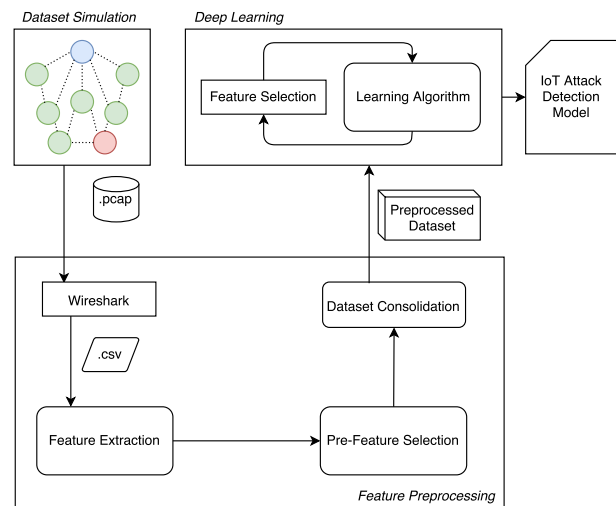 Dataset Simulation
Deep Learning
Feature Selection
Learning Algorithm
IoT Attack
Detection
Model
.pcap
Preprocessed
Dataset
Wireshark
Dataset Consolidation
.csv
Feature Extraction
Pre-Feature Selection
Feature Preprocessing